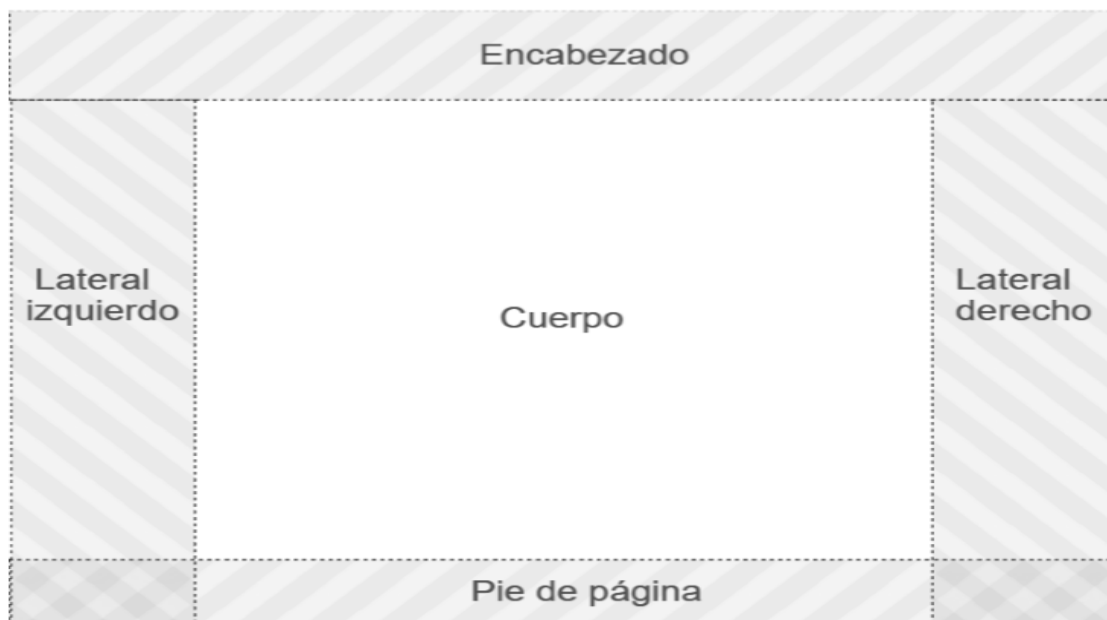 Encabezado
Lateral
izquierdo
Cuerpo
Lateral
derecho
Pie de página